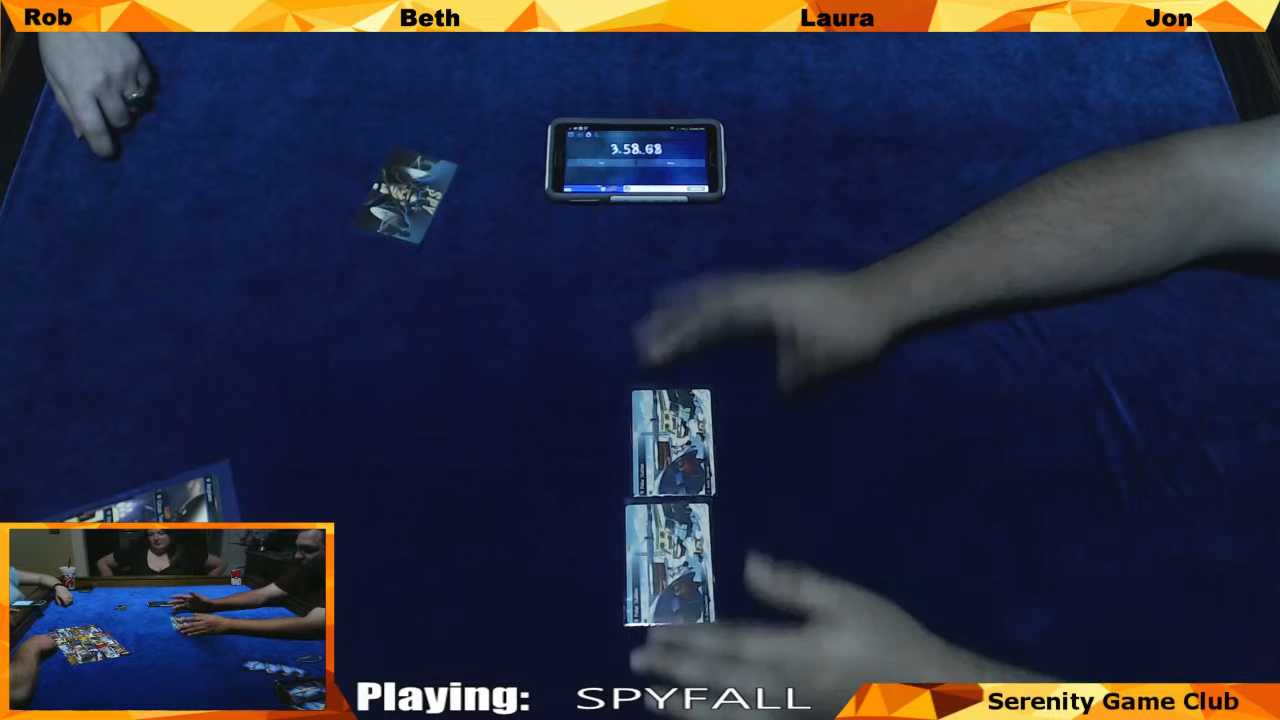 Rob Beth Laura Jon
3.58.68
Playing: SPYFALL
Serenity Game Club